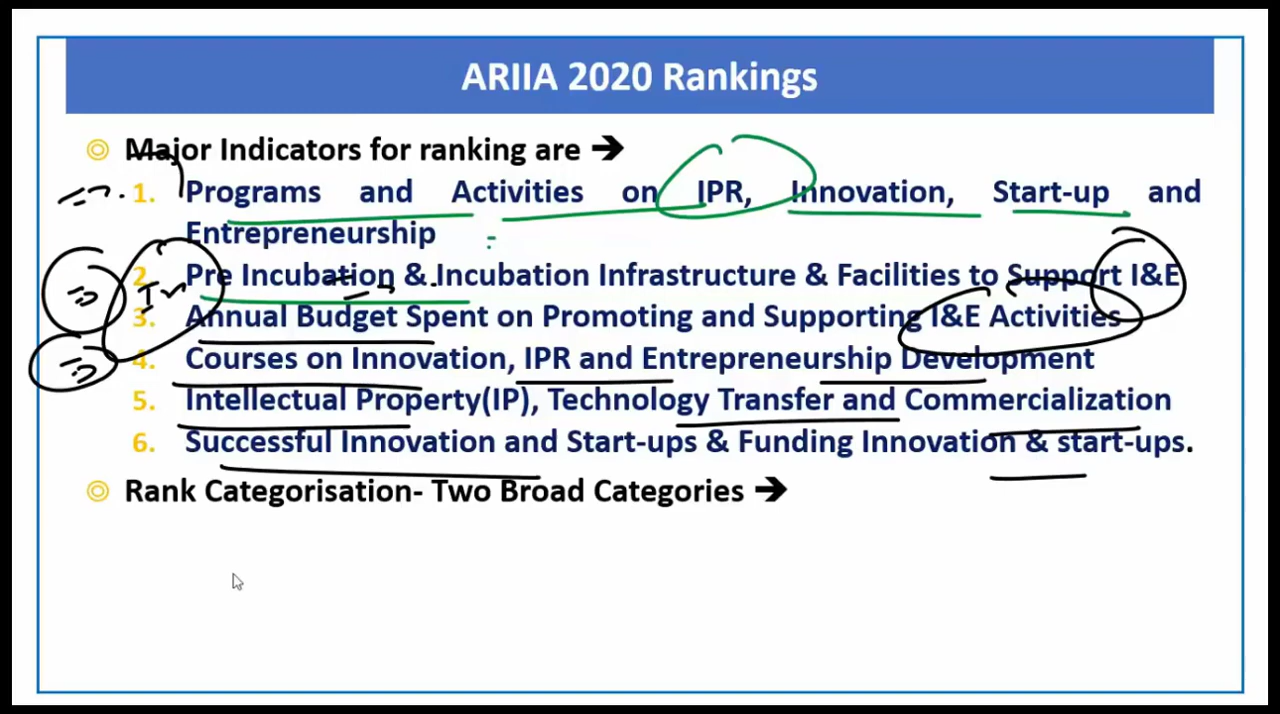 ARIIA 2020 Rankings
Major Indicators for ranking are ➔
1. Programs and Activities on IPR, Innovation, Start-up and
Entrepreneurship
2. Pre Incubation & Incubation Infrastructure & Facilities to Support I&E
3. Annual Budget Spent on Promoting and Supporting I&E Activities
4. Courses on Innovation, IPR and Entrepreneurship Development
5. Intellectual Property(IP), Technology Transfer and Commercialization
6. Successful Innovation and Start-ups & Funding Innovation & start-ups.
Rank Categorisation- Two Broad Categories ➔